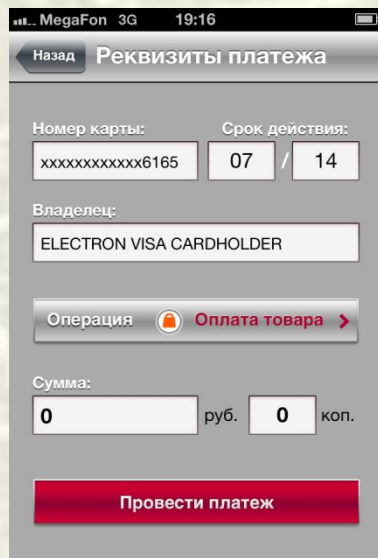 MegaFon 3G 19:16
Назад Реквизиты платежа
Номер карты: Срок действия:
xxxxxxxxxxxx6165 07 / 14
Владелец:
ELECTRON VISA CARDHOLDER
Операция Оплата товара
Сумма:
0 руб. 0 коп.
Провести платеж